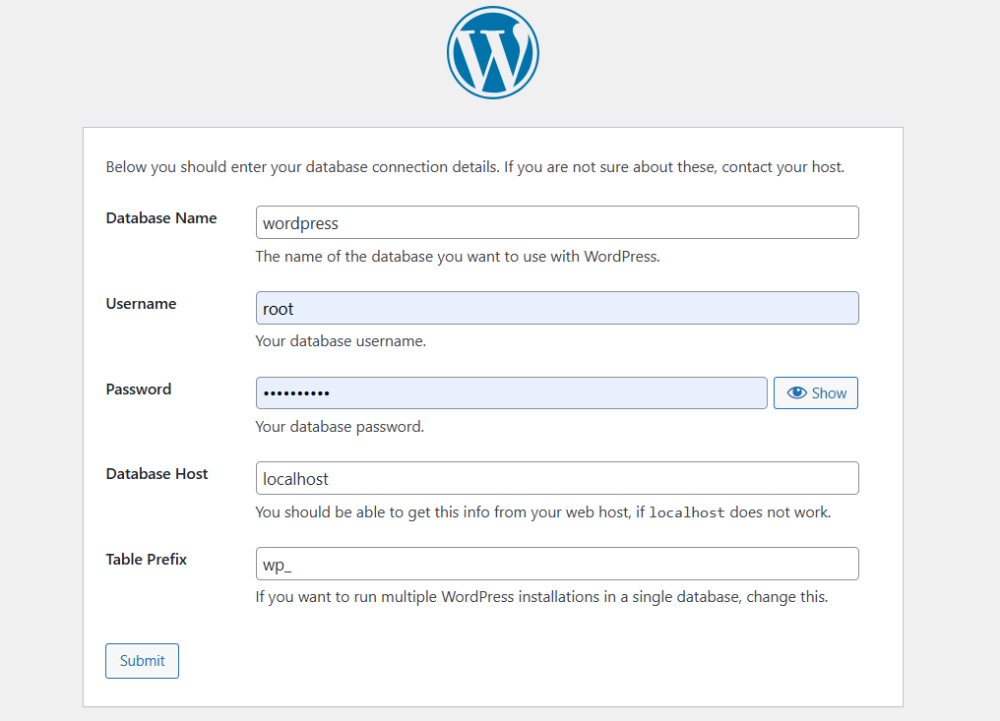 Below you should enter your database connection details. If you are not sure about these, contact your host.
Database Name
wordpress
The name of the database you want to use with WordPress.
Username
root
Your database username.
Password
••••••••••
Show
Your database password.
Database Host
localhost
You should be able to get this info from your web host, if localhost does not work.
Table Prefix
wp_
If you want to run multiple WordPress installations in a single database, change this.
Submit